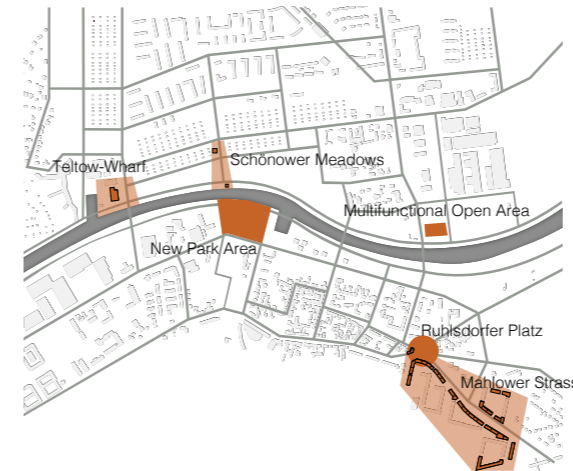 Teltow-Wharf
Schönower Meadows
Multifunctional Open Area
New Park Area
Ruhlsdorfer Platz
Mahlower Strass